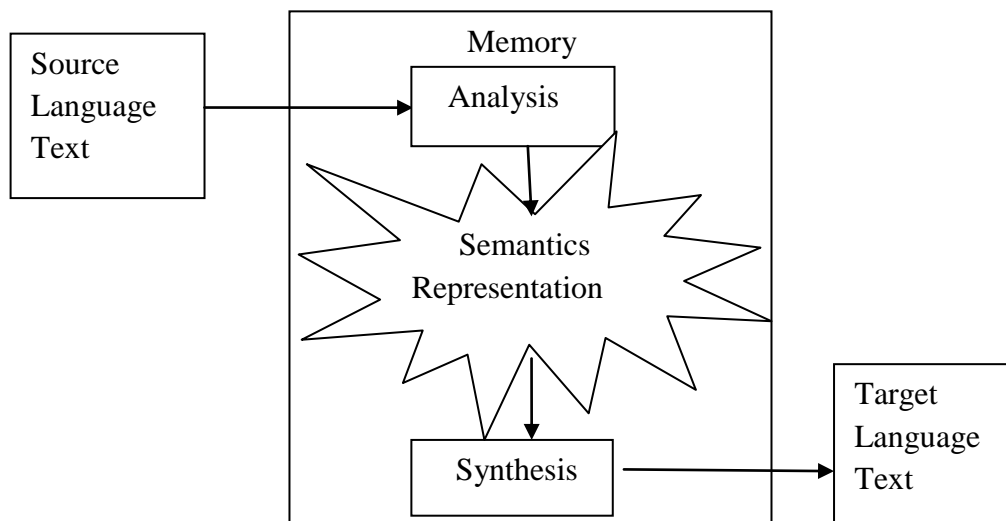 Source
Language
Text
Memory
Analysis
Semantics
Representation
Synthesis
Target
Language
Text